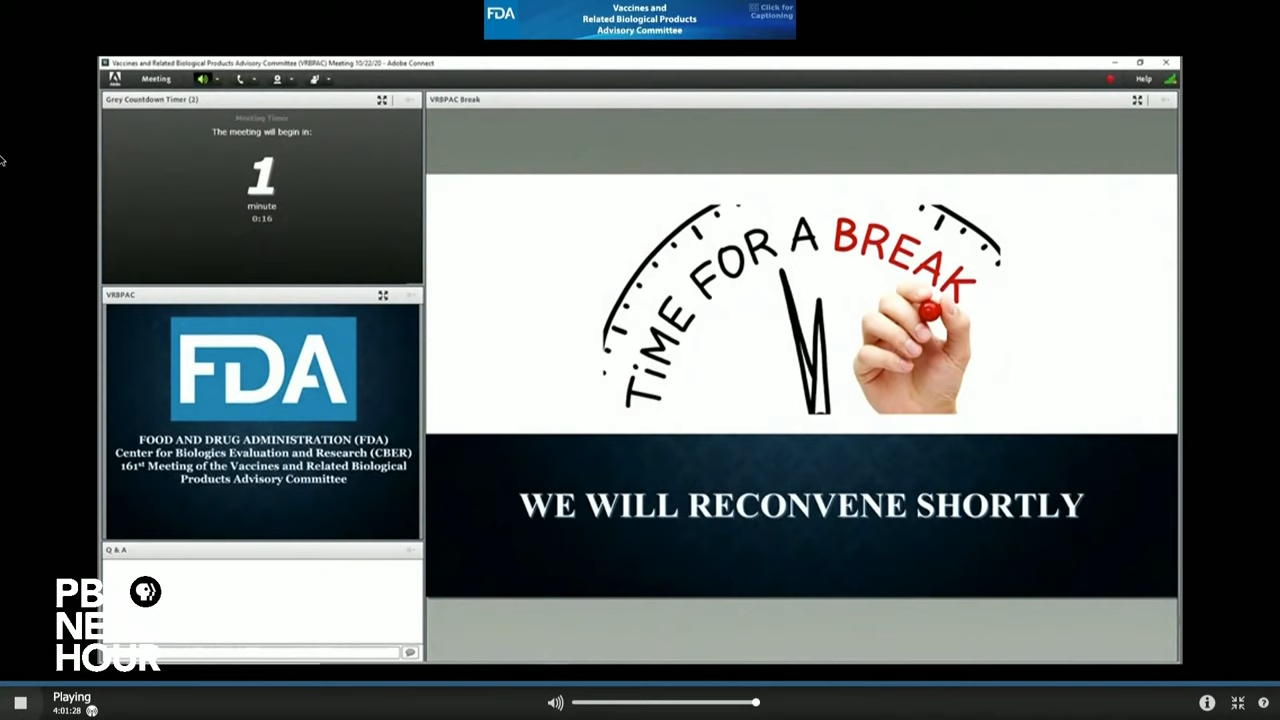 FDA
Vaccines and
Related Biological Products
Advisory Committee
Click for
Captioning
Vaccines and Related Biological Products Advisory Committee (VRBPAC) Meeting 10/22/20 - Adobe Connect
Meeting
Help
Grey Countdown Timer (2)
Meeting Timer
The meeting will begin in:
1
minute
0:16
VRBPAC
FDA
FOOD AND DRUG ADMINISTRATION (FDA)
Center for Biologics Evaluation and Research (CBER)
161st Meeting of the Vaccines and Related Biological
Products Advisory Committee
Q & A
VRBPAC Break
TiME FOR A BREAK
WE WILL RECONVENE SHORTLY
PB
NE
HOUR
Playing
4:01:28